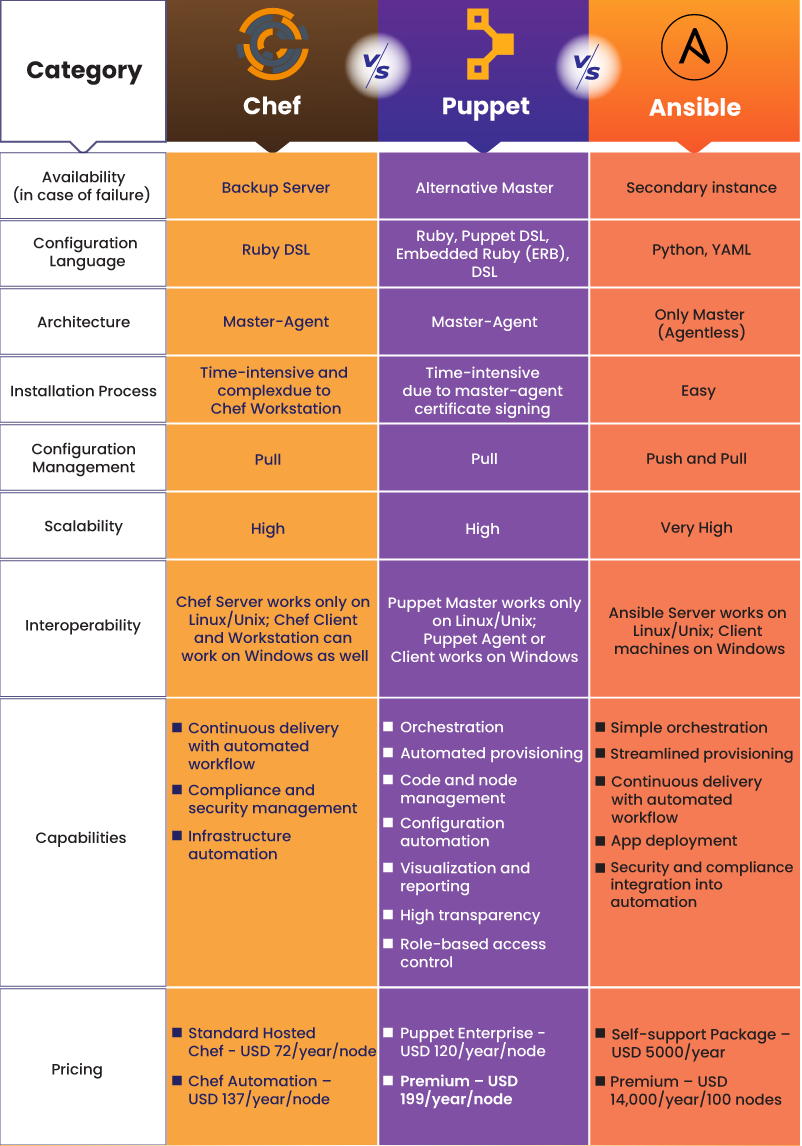 Category
Chef
VS
Puppet
VS
Ansible
Availability
(in case of failure)
Backup Server
Alternative Master
Secondary instance
Configuration
Language
Ruby DSL
Ruby, Puppet DSL,
Embedded Ruby (ERB),
DSL
Python, YAML
Architecture
Master-Agent
Master-Agent
Only Master
(Agentless)
Installation Process
Time-intensive and
complexdue to
Chef Workstation
Time-intensive
due to master-agent
certificate signing
Easy
Configuration
Management
Pull
Pull
Push and Pull
Scalability
High
High
Very High
Interoperability
Chef Server works only on
Linux/Unix; Chef Client
and Workstation can
work on Windows as well
Puppet Master works only
on Linux/Unix;
Puppet Agent or
Client works on Windows
Ansible Server works on
Linux/Unix; Client
machines on Windows
Capabilities
Continuous delivery
with automated
workflow
Compliance and
security management
Infrastructure
automation
Orchestration
Automated provisioning
Code and node
management
Configuration
automation
Visualization and
reporting
High transparency
Role-based access
control
Simple orchestration
Streamlined provisioning
Continuous delivery
with automated
workflow
App deployment
Security and compliance
integration into
automation
Pricing
Standard Hosted
Chef - USD 72/year/node
Chef Automation –
USD 137/year/node
Puppet Enterprise -
USD 120/year/node
Premium – USD
199/year/node
Self-support Package –
USD 5000/year
Premium – USD
14,000/year/100 nodes